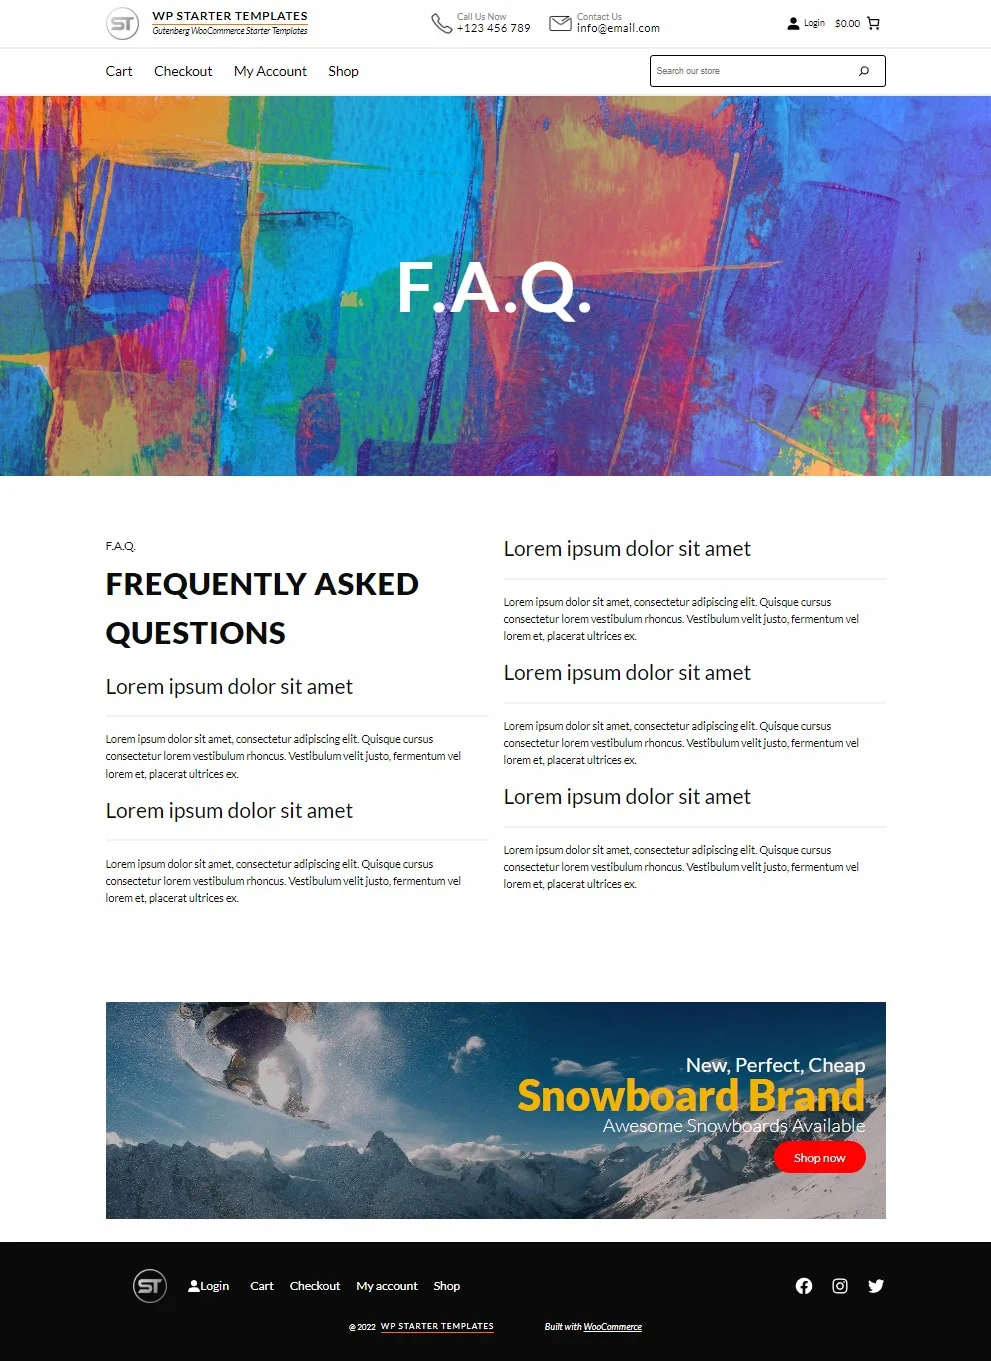 ST
WP STARTER TEMPLATES
Gutenberg WooCommerce Starter Templates
Call Us Now
+123 456 789
Contact Us
info@email.com
Login
$0.00
Cart
Checkout
My Account
Shop
Search our store
F.A.Q.
F.A.Q.
FREQUENTLY ASKED
QUESTIONS
Lorem ipsum dolor sit amet
Lorem ipsum dolor sit amet, consectetur adipiscing elit. Quisque cursus
consectetur lorem vestibulum rhoncus. Vestibulum velit justo, fermentum vel
lorem et, placerat ultrices ex.
Lorem ipsum dolor sit amet
Lorem ipsum dolor sit amet, consectetur adipiscing elit. Quisque cursus
consectetur lorem vestibulum rhoncus. Vestibulum velit justo, fermentum vel
lorem et, placerat ultrices ex.
Lorem ipsum dolor sit amet
Lorem ipsum dolor sit amet, consectetur adipiscing elit. Quisque cursus
consectetur lorem vestibulum rhoncus. Vestibulum velit justo, fermentum vel
lorem et, placerat ultrices ex.
Lorem ipsum dolor sit amet
Lorem ipsum dolor sit amet, consectetur adipiscing elit. Quisque cursus
consectetur lorem vestibulum rhoncus. Vestibulum velit justo, fermentum vel
lorem et, placerat ultrices ex.
Lorem ipsum dolor sit amet
Lorem ipsum dolor sit amet, consectetur adipiscing elit. Quisque cursus
consectetur lorem vestibulum rhoncus. Vestibulum velit justo, fermentum vel
lorem et, placerat ultrices ex.
New, Perfect, Cheap
Snowboard Brand
Awesome Snowboards Available
Shop now
ST
Login
Cart
Checkout
My account
Shop
@ 2022 WP STARTER TEMPLATES
Built with WooCommerce